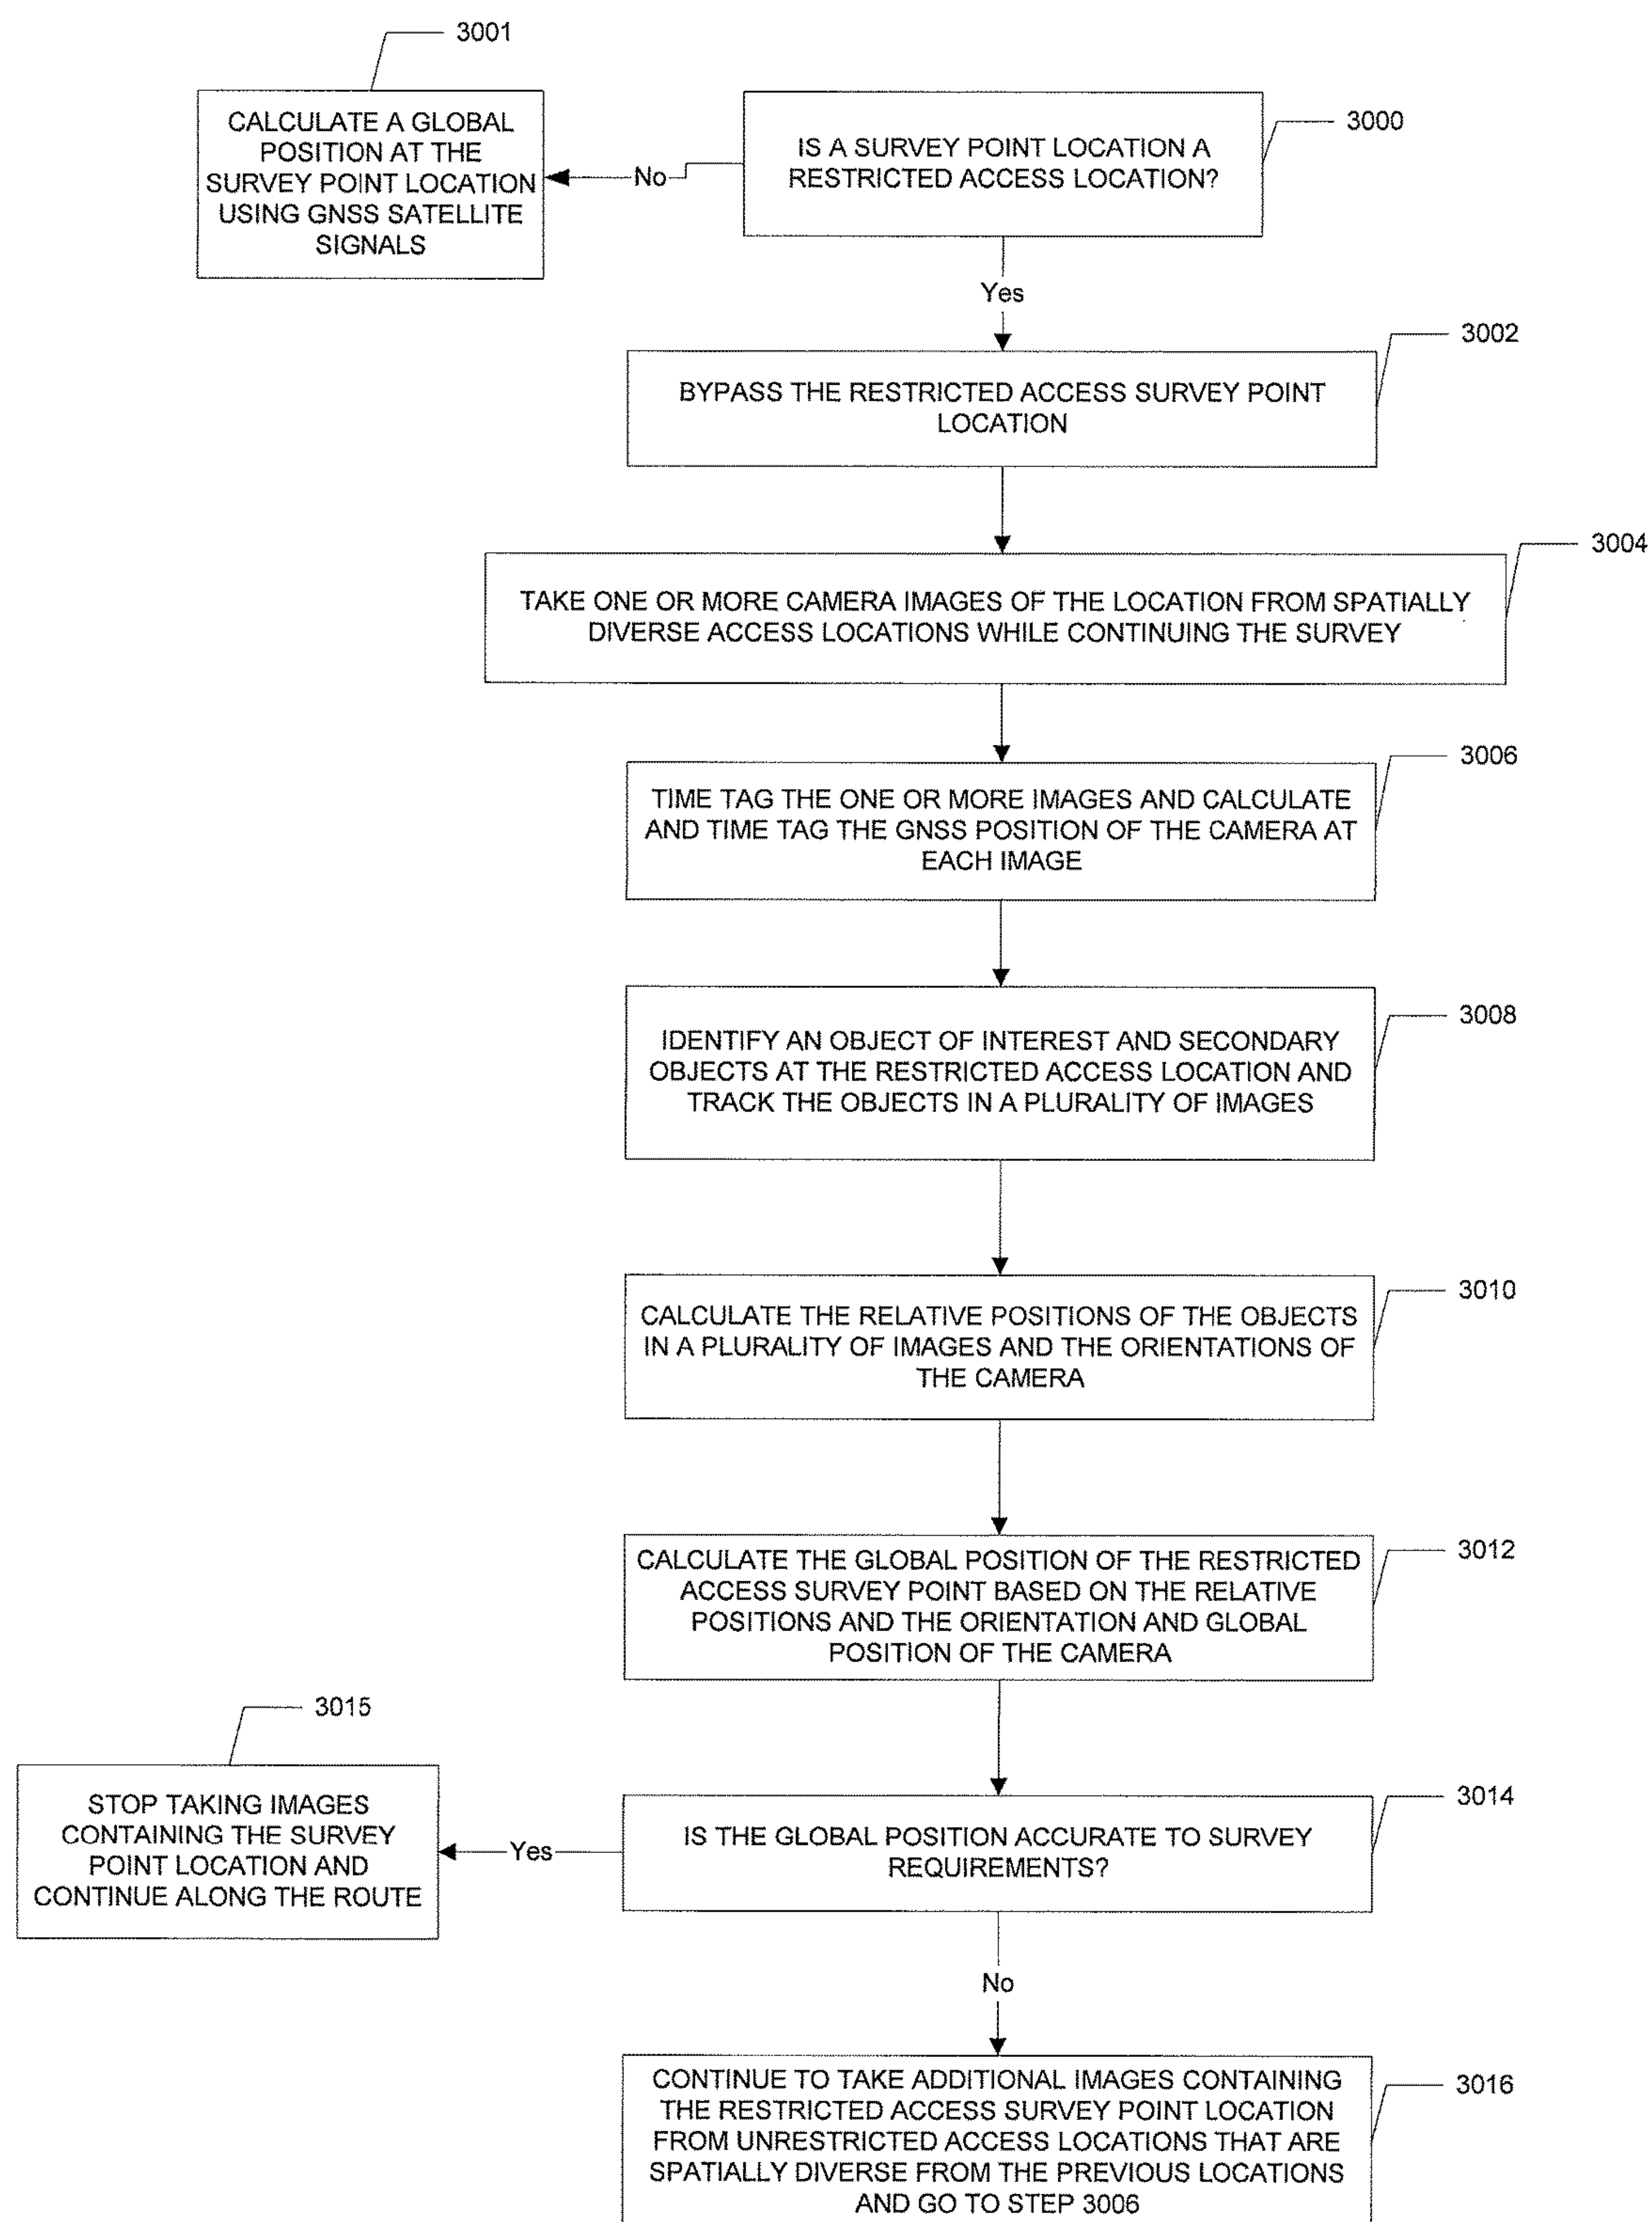 3001
CALCULATE A GLOBAL
POSITION AT THE
SURVEY POINT LOCATION
USING GNSS SATELLITE
SIGNALS
No
IS A SURVEY POINT LOCATION A
RESTRICTED ACCESS LOCATION?
3000
Yes
3002
BYPASS THE RESTRICTED ACCESS SURVEY POINT
LOCATION
3004
TAKE ONE OR MORE CAMERA IMAGES OF THE LOCATION FROM SPATIALLY
DIVERSE ACCESS LOCATIONS WHILE CONTINUING THE SURVEY
3006
TIME TAG THE ONE OR MORE IMAGES AND CALCULATE
AND TIME TAG THE GNSS POSITION OF THE CAMERA AT
EACH IMAGE
3008
IDENTIFY AN OBJECT OF INTEREST AND SECONDARY
OBJECTS AT THE RESTRICTED ACCESS LOCATION AND
TRACK THE OBJECTS IN A PLURALITY OF IMAGES
3010
CALCULATE THE RELATIVE POSITIONS OF THE OBJECTS
IN A PLURALITY OF IMAGES AND THE ORIENTATIONS OF
THE CAMERA
3012
CALCULATE THE GLOBAL POSITION OF THE RESTRICTED
ACCESS SURVEY POINT BASED ON THE RELATIVE
POSITIONS AND THE ORIENTATION AND GLOBAL
POSITION OF THE CAMERA
3015
STOP TAKING IMAGES
CONTAINING THE SURVEY
POINT LOCATION AND
CONTINUE ALONG THE ROUTE
Yes
3014
IS THE GLOBAL POSITION ACCURATE TO SURVEY
REQUIREMENTS?
No
3016
CONTINUE TO TAKE ADDITIONAL IMAGES CONTAINING
THE RESTRICTED ACCESS SURVEY POINT LOCATION
FROM UNRESTRICTED ACCESS LOCATIONS THAT ARE
SPATIALLY DIVERSE FROM THE PREVIOUS LOCATIONS
AND GO TO STEP 3006